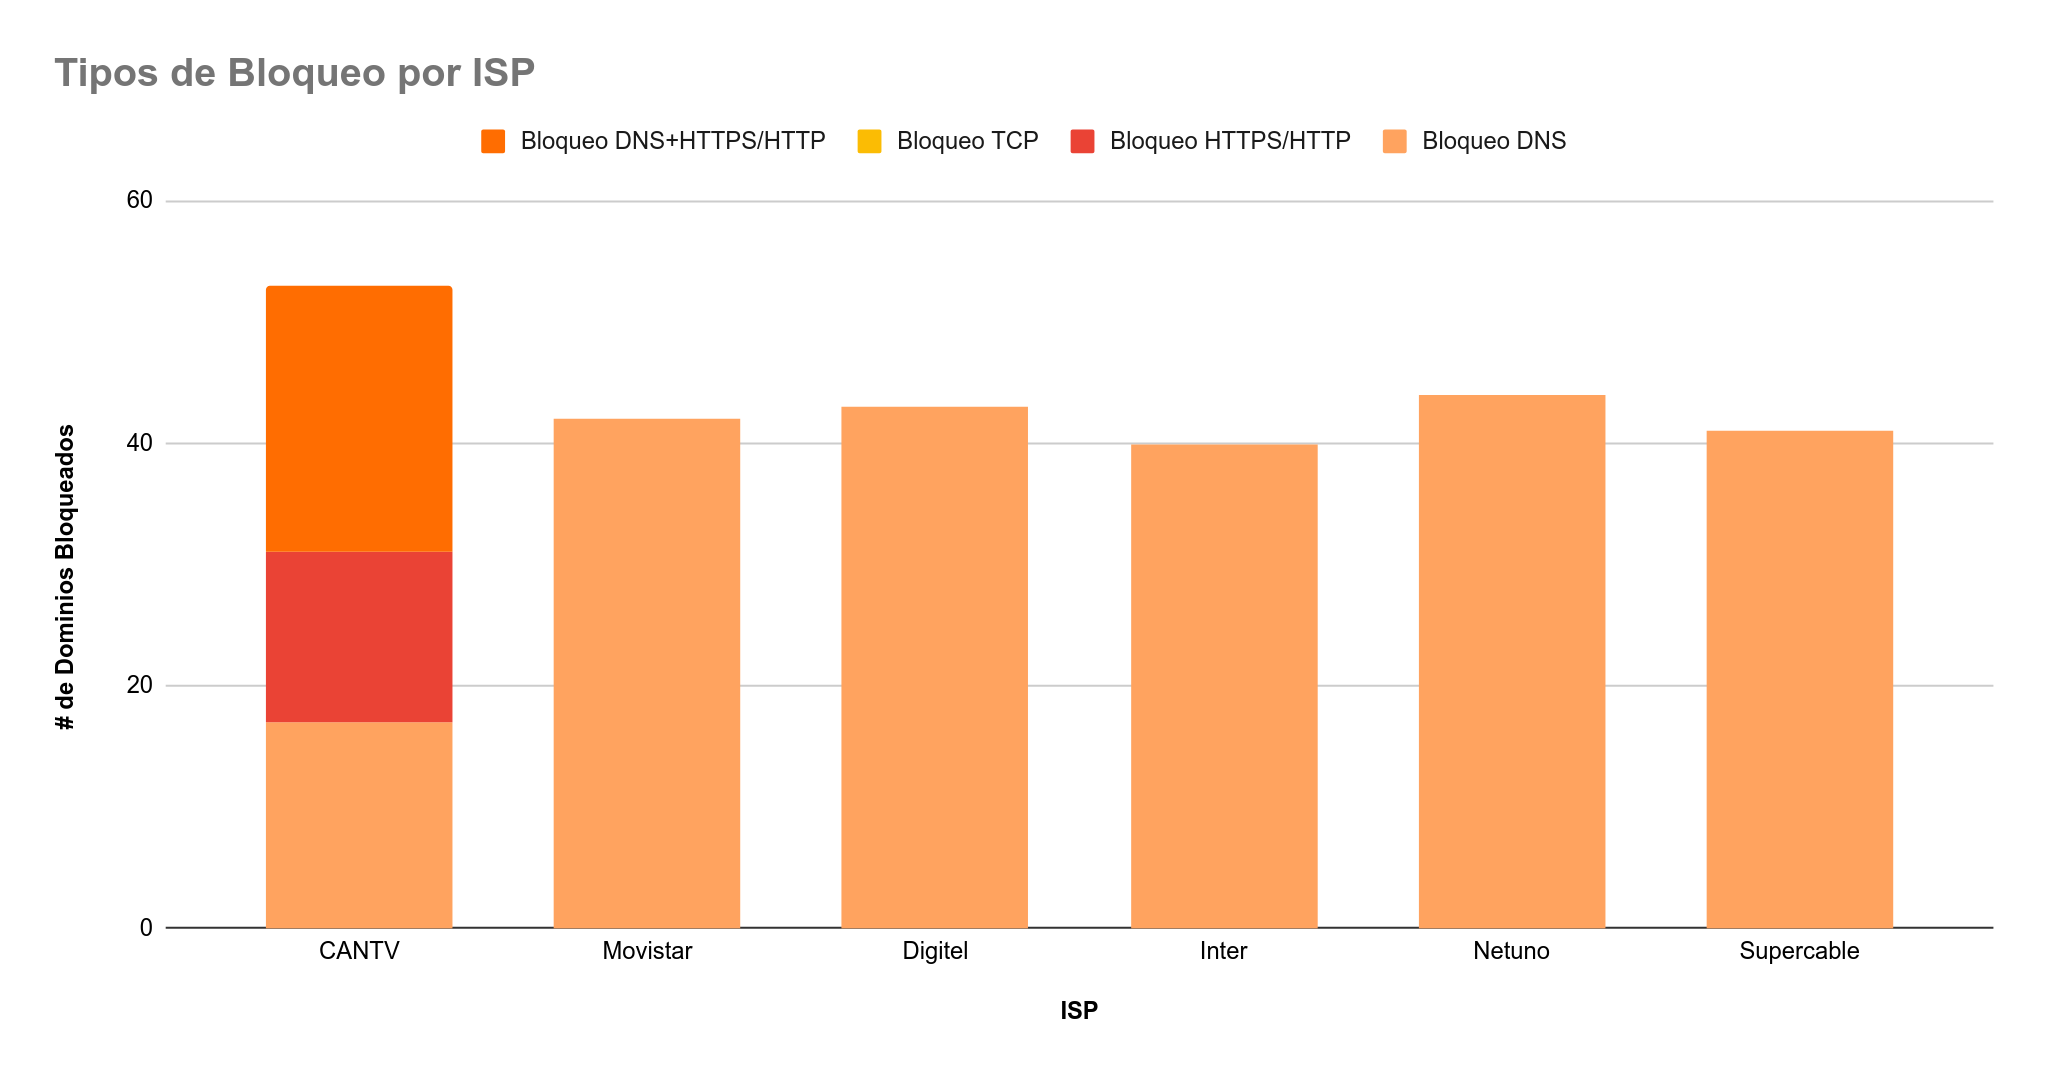 Tipos de Bloqueo por ISP
Bloqueo DNS+HTTPS/HTTP Bloqueo TCP Bloqueo HTTPS/HTTP Bloqueo DNS
# de Dominios Bloqueados
60
40
20
0
CANTV Movistar Digitel Inter Netuno Supercable
ISP